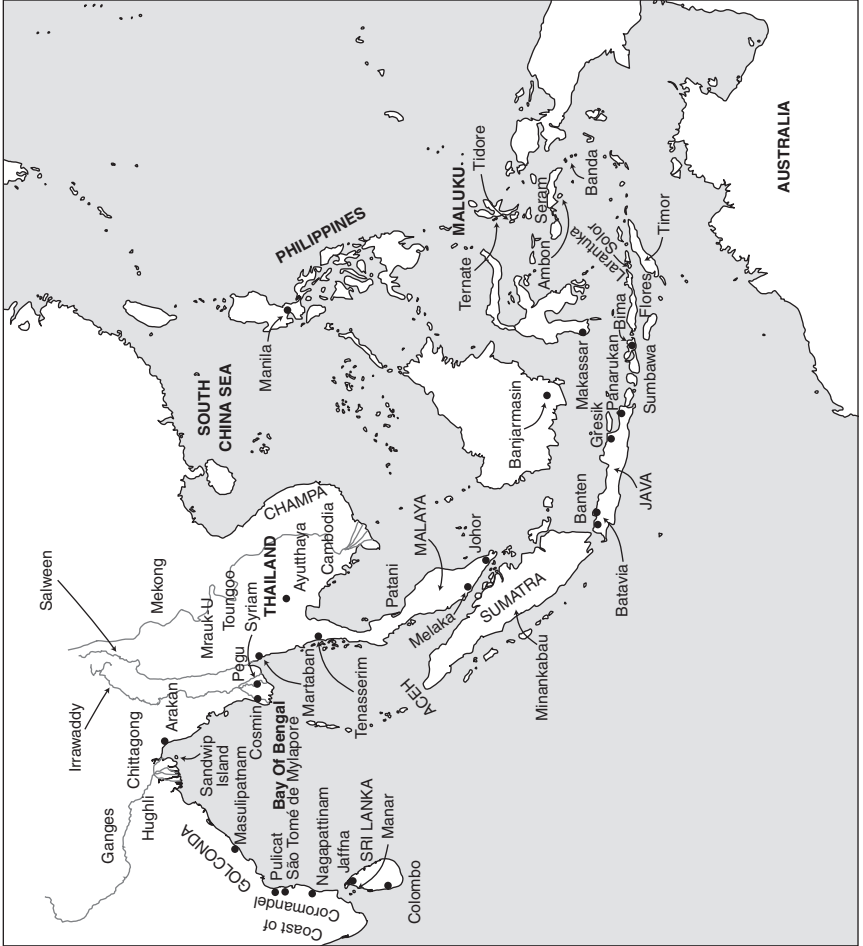 Salween
Irrawaddy
Mekong
Ganges
Chittagong
Hughli
Arakan
Mrauk-U
Toungoo
Pegu
Syriam
THAILAND
Ayutthaya
Cambodia
CHAMPA
SOUTH
CHINA SEA
Manila
PHILIPPINES
Sandwip
Island
Masulipatnam
Cosmin
Bay Of Bengal
Martaban
Tenasserim
GOLCONDA
Pulicat
São Tomé de Mylapore
Nagapattinam
Jaffna
SRI LANKA
Manar
Colombo
Coast of
Coromandel
Patani
MALAYA
Johor
Melaka
ACEH
SUMATRA
Minankabau
Banten
Batavia
JAVA
Banjarmasin
Makassar
Gresik
Panarukan
Bima
Sumbawa
Flores
Larantuka
Solor
Timor
Ternate
MALUKU...
Tidore
Ambon
Seram
Banda
AUSTRALIA